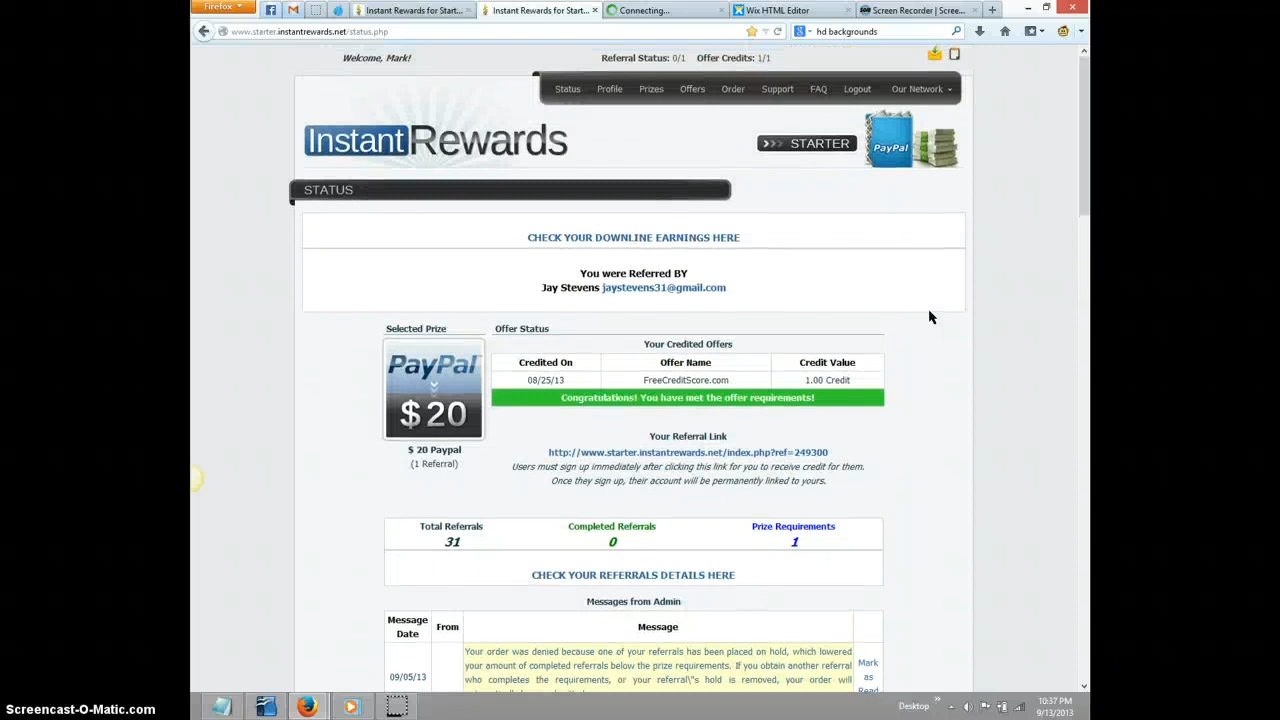 Firefox
Instant Rewards for Start...
Instant Rewards for Start...
Connecting...
Wix HTML Editor
Screen Recorder | Scree...
www.starter.instantrewards.net/status.php
hd backgrounds
Welcome, Mark!
Referral Status: 0/1 Offer Credits: 1/1
Status Profile Prizes Offers Order Support FAQ Logout Our Network
InstantRewards
STARTER
PayPal
STATUS
CHECK YOUR DOWNLINE EARNINGS HERE
You were Referred BY
Jay Stevens jaystevens31@gmail.com
Selected Prize
Offer Status
Your Credited Offers
Credited On Offer Name Credit Value
08/25/13 FreeCreditScore.com 1.00 Credit
Congratulations! You have met the offer requirements!
PayPal
$20
$ 20 Paypal
(1 Referral)
Your Referral Link
http://www.starter.instantrewards.net/index.php?ref=249300
Users must sign up immediately after clicking this link for you to receive credit for them.
Once they sign up, their account will be permanently linked to yours.
Total Referrals Completed Referrals Prize Requirements
31 0 1
CHECK YOUR REFERRALS DETAILS HERE
Messages from Admin
Message Date From Message
09/05/13
Your order was denied because one of your referrals has been placed on hold, which lowered
your amount of completed referrals below the prize requirements. If you obtain another referral
who completes the requirements, or your referral\"s hold is removed, your order will
Mark
as
Read
Desktop
10:37 PM
9/13/2013
Screencast-O-Matic.com